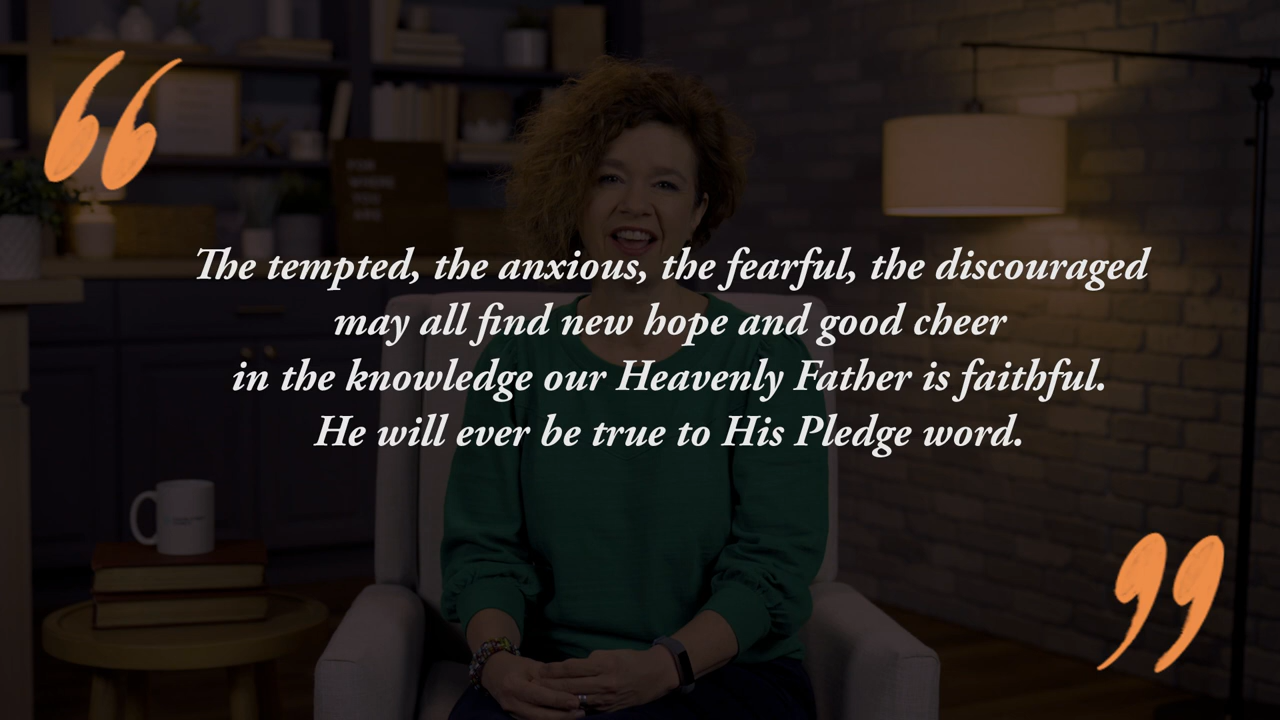 “
The tempted, the anxious, the fearful, the discouraged
may all find new hope and good cheer
in the knowledge our Heavenly Father is faithful.
He will ever be true to His Pledge word.
”